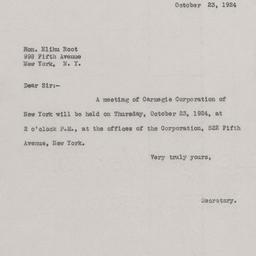 October 23, 1924
Hon. Elihu Root
998 Fifth Avenue
New York, N. Y.
Dear Sir:-
A meeting of Carnegie Corporation of
New York will be held on Thursday, October 23, 1924, at
2 o'clock P.M., at the offices of the Corporation, 522 Fifth
Avenue, New York.
Very truly yours,
Secretary.